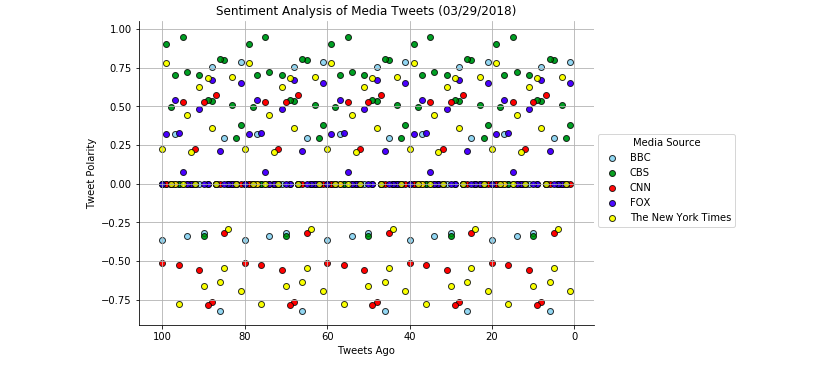 Sentiment Analysis of Media Tweets (03/29/2018)
1.00
0.75
0.50
0.25
0.00
−0.25
−0.50
−0.75
Tweet Polarity
100
80
60
40
20
0
Tweets Ago
Media Source
BBC
CBS
CNN
FOX
The New York Times